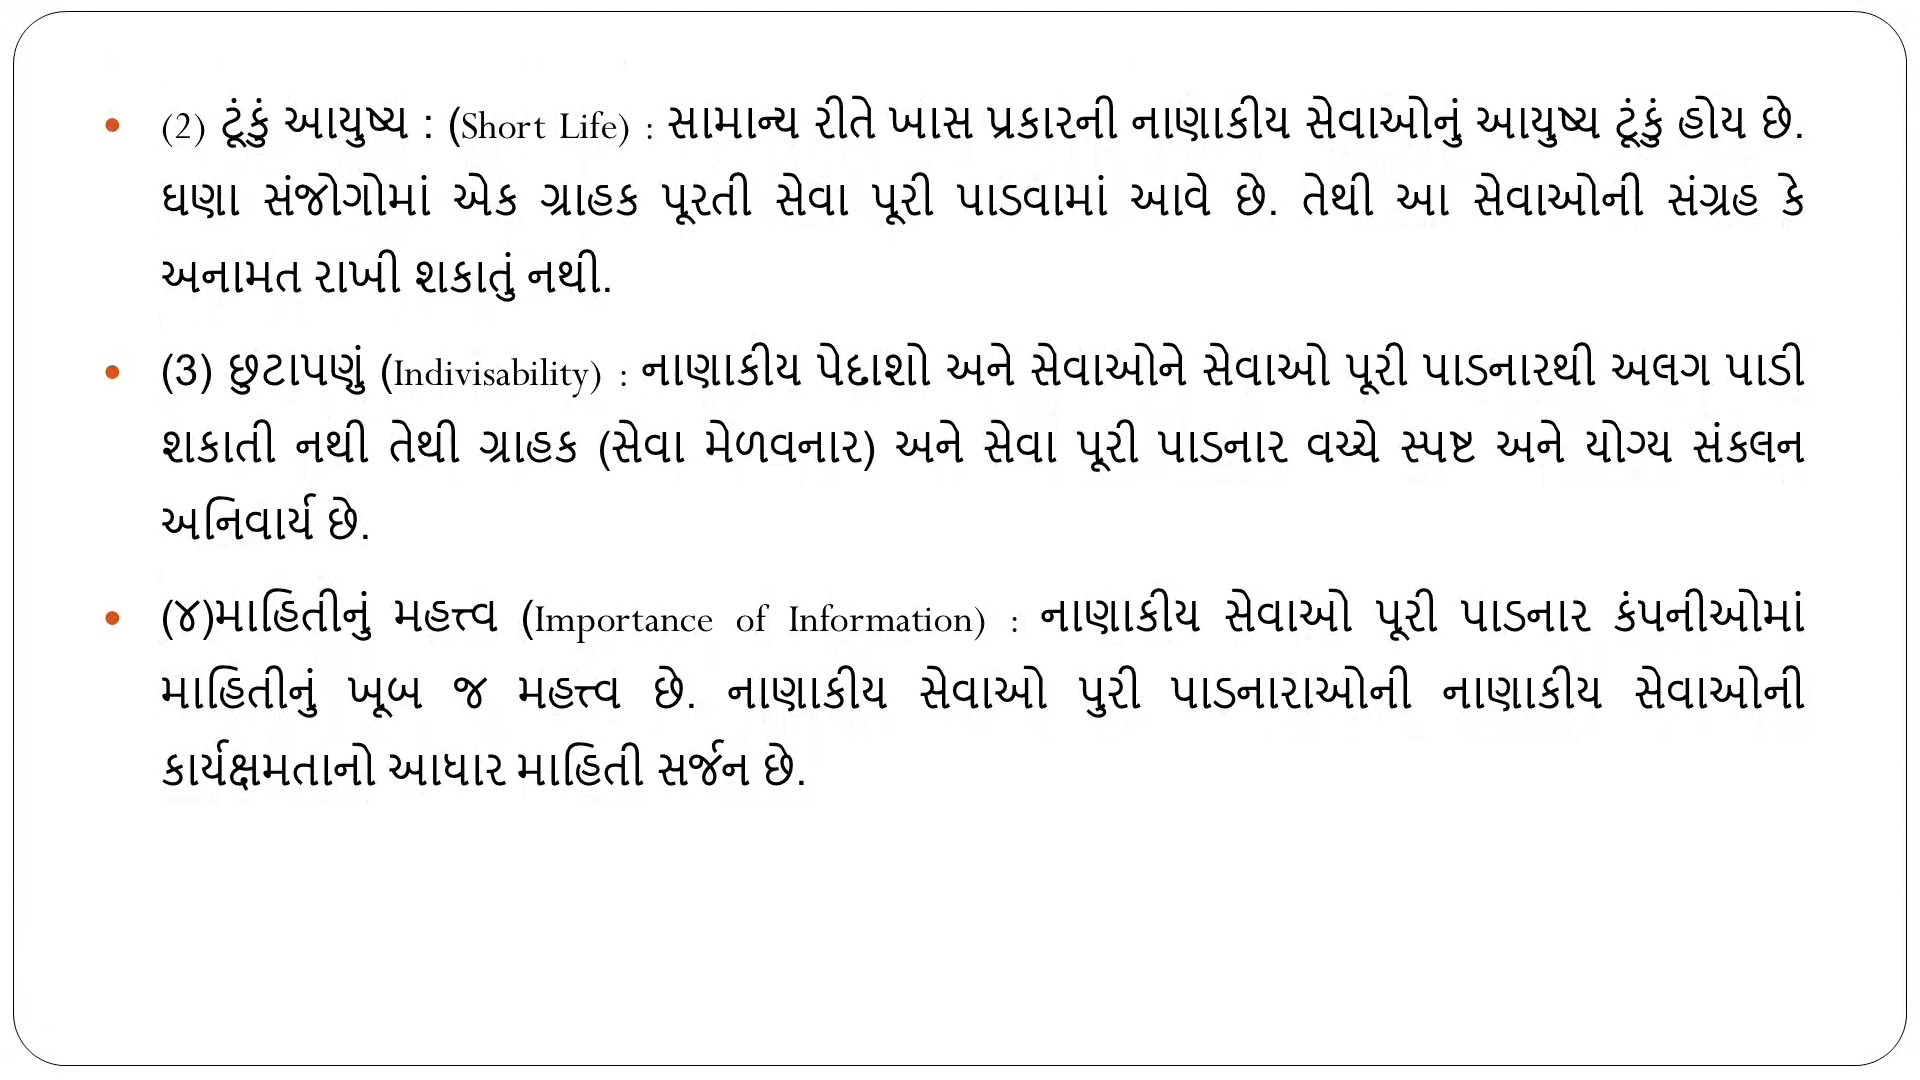 • (2) ટૂંકું આયુષ્ય : (Short Life) : સામાન્ય રીતે ખાસ પ્રકારની નાણાકીય સેવાઓનું આયુષ્ય ટૂંકું હોય છે.
ઘણા સંજોગોમાં એક ગ્રાહક પૂરતી સેવા પૂરી પાડવામાં આવે છે. તેથી આ સેવાઓની સંગ્રહ કે
અનામત રાખી શકાતું નથી.
• (3) છુટાપણું (Indivisability) : નાણાકીય પેદાશો અને સેવાઓને સેવાઓ પૂરી પાડનારથી અલગ પાડી
શકાતી નથી તેથી ગ્રાહક (સેવા મેળવનાર) અને સેવા પૂરી પાડનાર વચ્ચે સ્પષ્ટ અને યોગ્ય સંકલન
અનિવાર્ય છે.
• (૪)માહિતીનું મહત્ત્વ (Importance of Information) : નાણાકીય સેવાઓ પૂરી પાડનાર કંપનીઓમાં
માહિતીનું ખૂબ જ મહત્ત્વ છે. નાણાકીય સેવાઓ પુરી પાડનારાઓની નાણાકીય સેવાઓની
કાર્યક્ષમતાનો આધાર માહિતી સર્જન છે.